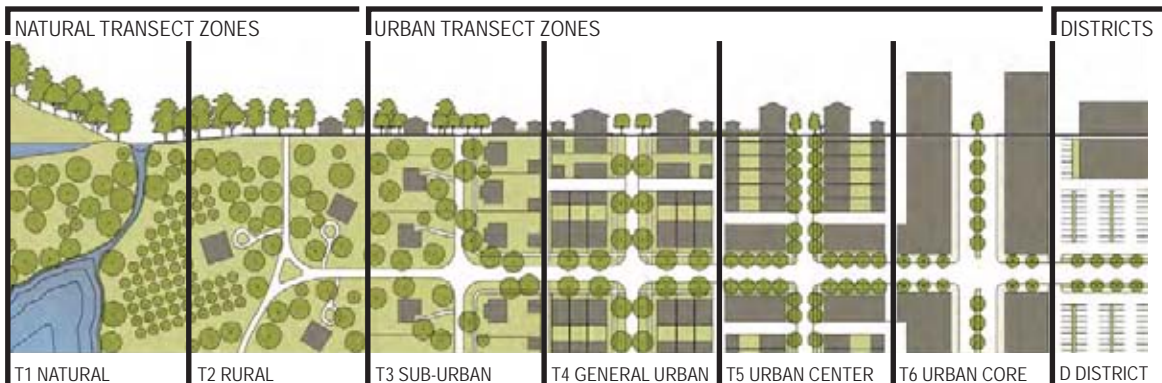 NATURAL TRANSECT ZONES
URBAN TRANSECT ZONES
DISTRICTS
T1 NATURAL
T2 RURAL
T3 SUB-URBAN
T4 GENERAL URBAN
T5 URBAN CENTER
T6 URBAN CORE
D DISTRICT